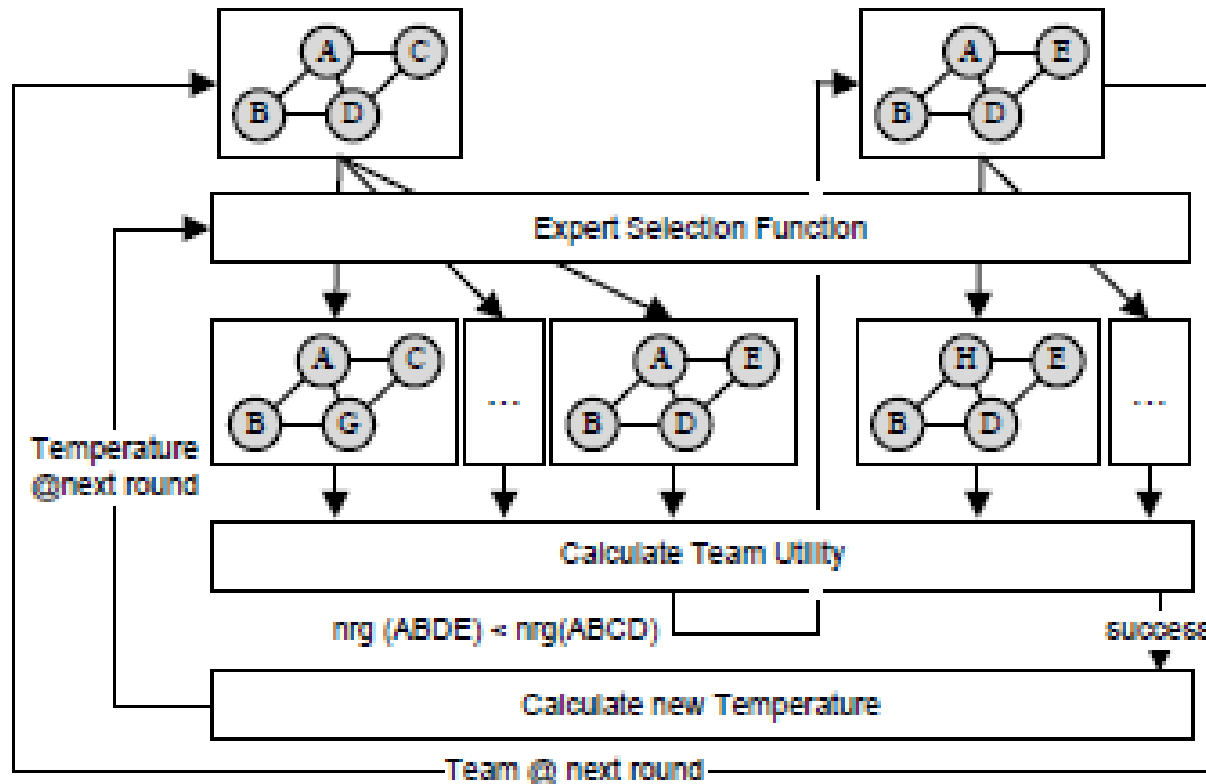 A C
B D
A E
B D
Expert Selection Function
A C
B G
...
A E
B D
H E
B D
...
Temperature
@next round
Calculate Team Utility
nrg (ABDE) < nrg(ABCD)
success
Calculate new Temperature
Team @ next round